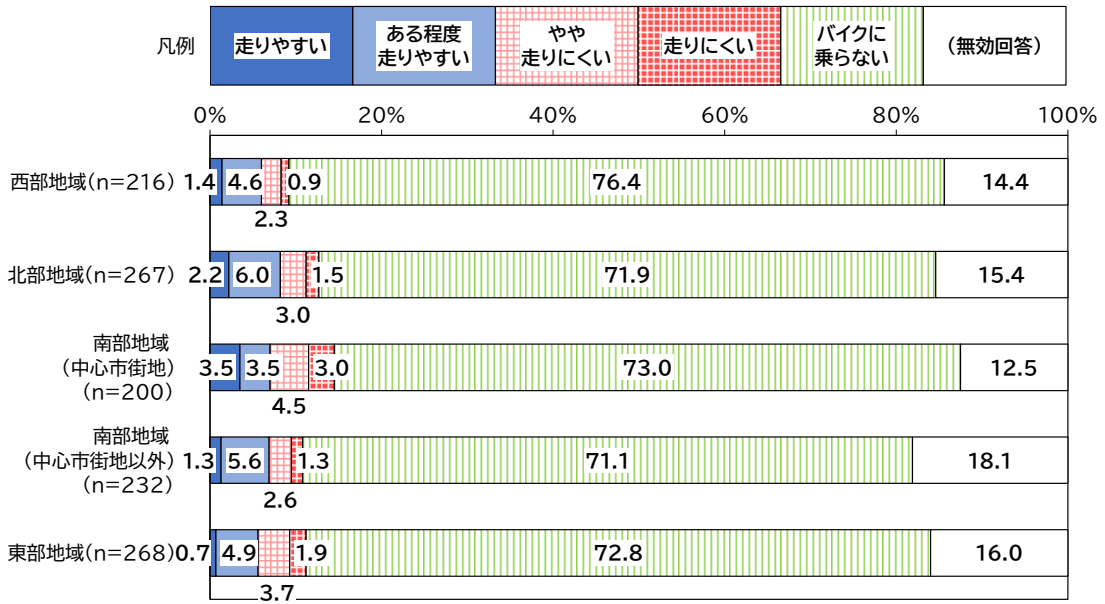 凡例
走りやすい
ある程度
走りやすい
やや
走りにくい
走りにくい
バイクに
乗らない
（無効回答）
0% 20% 40% 60% 80% 100%
西部地域(n=216) 1.4 4.6 0.9 76.4 14.4
2.3
北部地域(n=267) 2.2 6.0 1.5 71.9 15.4
3.0
南部地域
（中心市街地）
(n=200)
3.5 3.5 3.0 73.0 12.5
4.5
南部地域
（中心市街地以外）
(n=232)
1.3 5.6 1.3 71.1 18.1
2.6
東部地域(n=268) 0.7 4.9 1.9 72.8 16.0
3.7